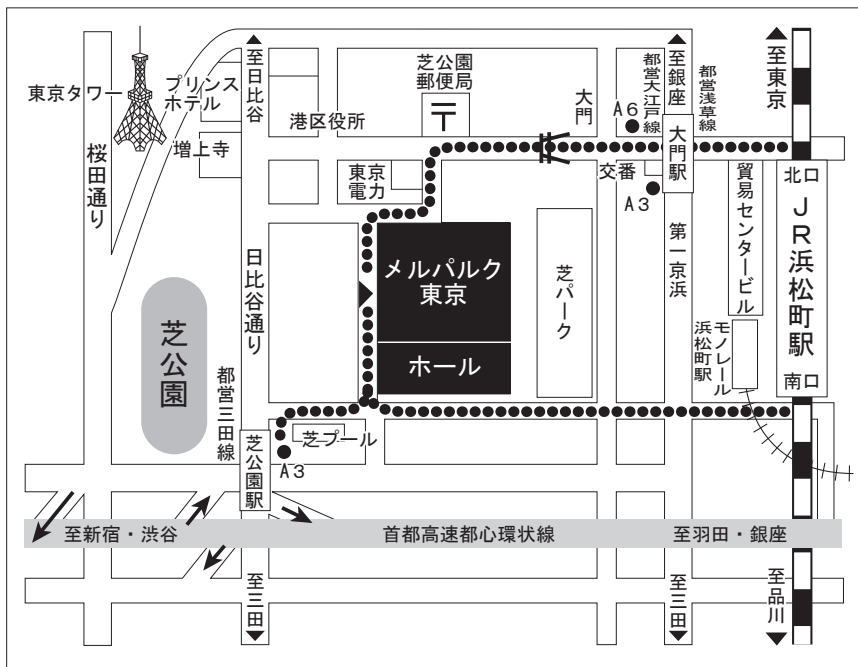 東京タワー
プリンス
ホテル
増上寺
桜田通り
至日比谷
港区役所
芝公園
郵便局
〒
大門
A6
都営大江戸線
至銀座
都営浅草線
至東京
東京
電力
交番
A3
大門駅
北口
JR浜松町駅
南口
貿易センタービル
モノレール
浜松町駅
第一京浜
芝パーク
メルパルク
東京
ホール
日比谷通り
芝公園
都営三田線
芝公園駅
芝プール
A3
至新宿・渋谷
首都高速都心環状線
至羽田・銀座
至三田
至三田
至品川